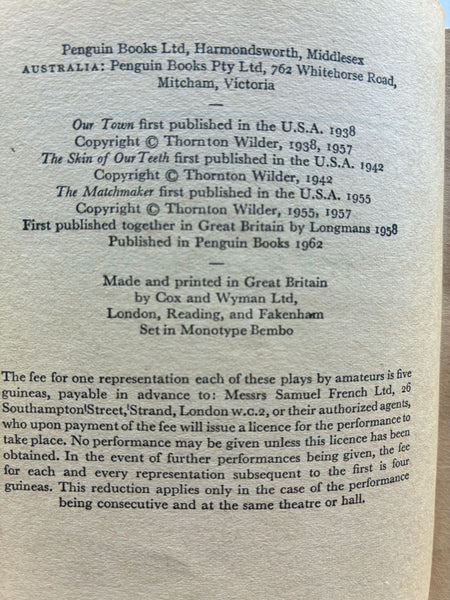 Penguin Books Ltd, Harmondsworth, Middlesex
AUSTRALIA: Penguin Books Pty Ltd, 762 Whitehorse Road,
Mitcham, Victoria
—
Our Town first published in the U.S.A. 1938
Copyright © Thornton Wilder, 1938, 1957
The Skin of Our Teeth first published in the U.S.A. 1942
Copyright © Thornton Wilder, 1942
The Matchmaker first published in the U.S.A. 1955
Copyright © Thornton Wilder, 1955, 1957
First published together in Great Britain by Longmans 1958
Published in Penguin Books 1962
—
Made and printed in Great Britain
by Cox and Wyman Ltd,
London, Reading, and Fakenham
Set in Monotype Bembo
The fee for one representation each of these plays by amateurs is five
guineas, payable in advance to: Messrs Samuel French Ltd, 26
Southampton Street, Strand, London W.C.2, or their authorized agents,
who upon payment of the fee will issue a licence for the performance to
take place. No performance may be given unless this licence has been
obtained. In the event of further performances being given, the fee
for each and every representation subsequent to the first is four
guineas. This reduction applies only in the case of the performance
being consecutive and at the same theatre or hall.